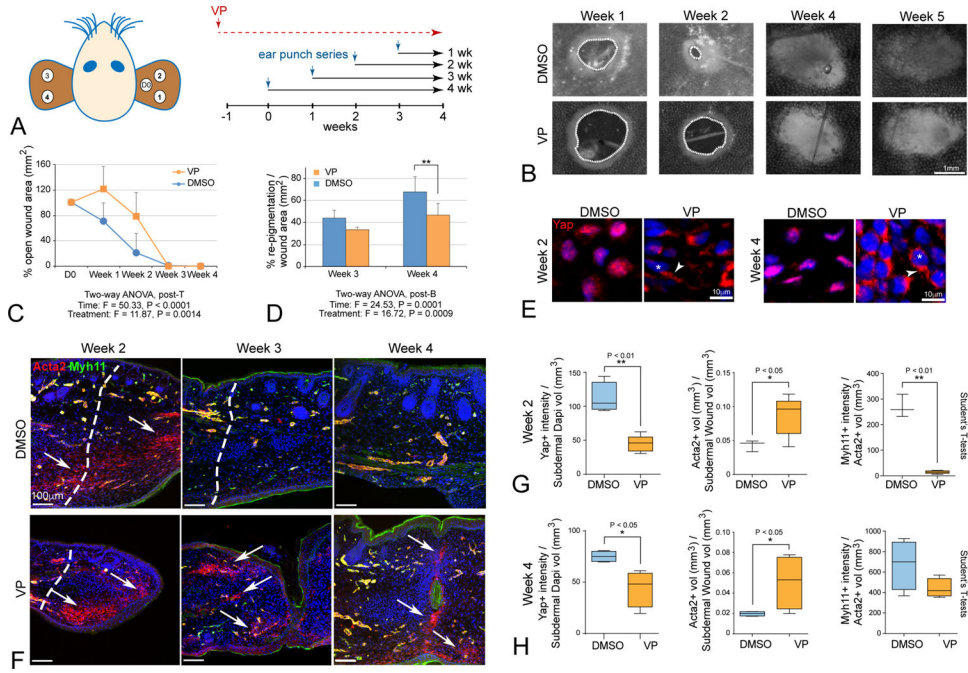 VP
ear punch series
1 wk
2 wk
3 wk
4 wk
3
4
2
D0
1
A
-1 0 1 2 3 4
weeks
Week 1 Week 2 Week 4 Week 5
DMSO
VP
B
1mm
% open wound area (mm2)
160
120
80
40
0
VP
DMSO
D0 Week 1 Week 2 Week 3 Week 4
Two-way ANOVA, post-T
Time: F = 50.33, P < 0.0001
Treatment: F = 11.87, P = 0.0014
C
% re-pigmentation /
wound area (mm2)
100
80
60
40
20
0
VP
DMSO
**
Week 3 Week 4
Two-way ANOVA, post-B
Time: F = 24.53, P = 0.0001
Treatment: F = 16.72, P = 0.0009
D
DMSO VP DMSO VP
Yap
Week 2
*
10μm
Week 4
*
10μm
E
Week 2 Week 3 Week 4
Acta2 Myh11
DMSO
100μm
VP
F
Week 2
Yap+ intensity /
Subdermal Dapi vol (mm3)
150
100
50
0
P < 0.01
**
DMSO VP
Acta2+ vol (mm3) /
Subdermal Wound vol (mm3)
0.15
0.10
0.05
0
P < 0.05
*
DMSO VP
Myh11+ intensity /
Acta2+ vol (mm3)
400
300
200
100
0
P < 0.01
**
DMSO VP
Student's T-tests
G
Week 4
Yap+ intensity /
Subdermal Dapi vol (mm3)
100
50
0
P < 0.05
*
DMSO VP
Acta2+ vol (mm3) /
Subdermal Wound vol (mm3)
0.10
0.08
0.06
0.04
0.02
0
P < 0.05
*
DMSO VP
Myh11+ intensity /
Acta2+ vol (mm3)
1000
800
600
400
200
0
DMSO VP
Student's T-tests
H